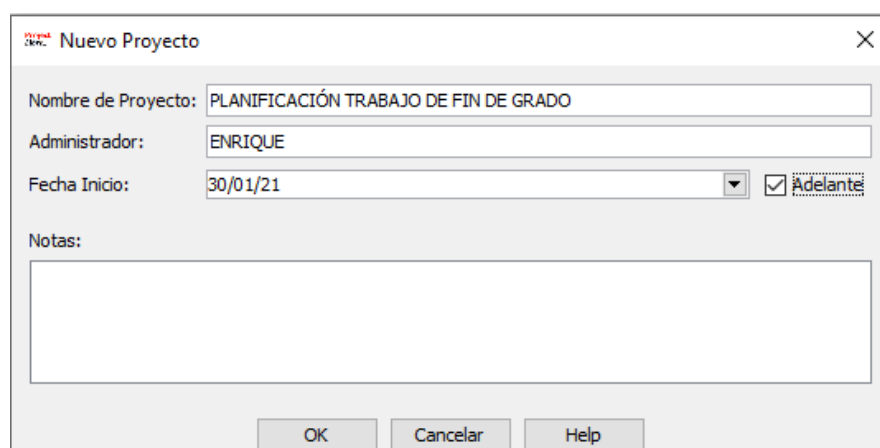 Nuevo Proyecto
Nombre de Proyecto: PLANIFICACIÓN TRABAJO DE FIN DE GRADO
Administrador: ENRIQUE
Fecha Inicio: 30/01/21 Adelante
Notas:
OK Cancelar Help